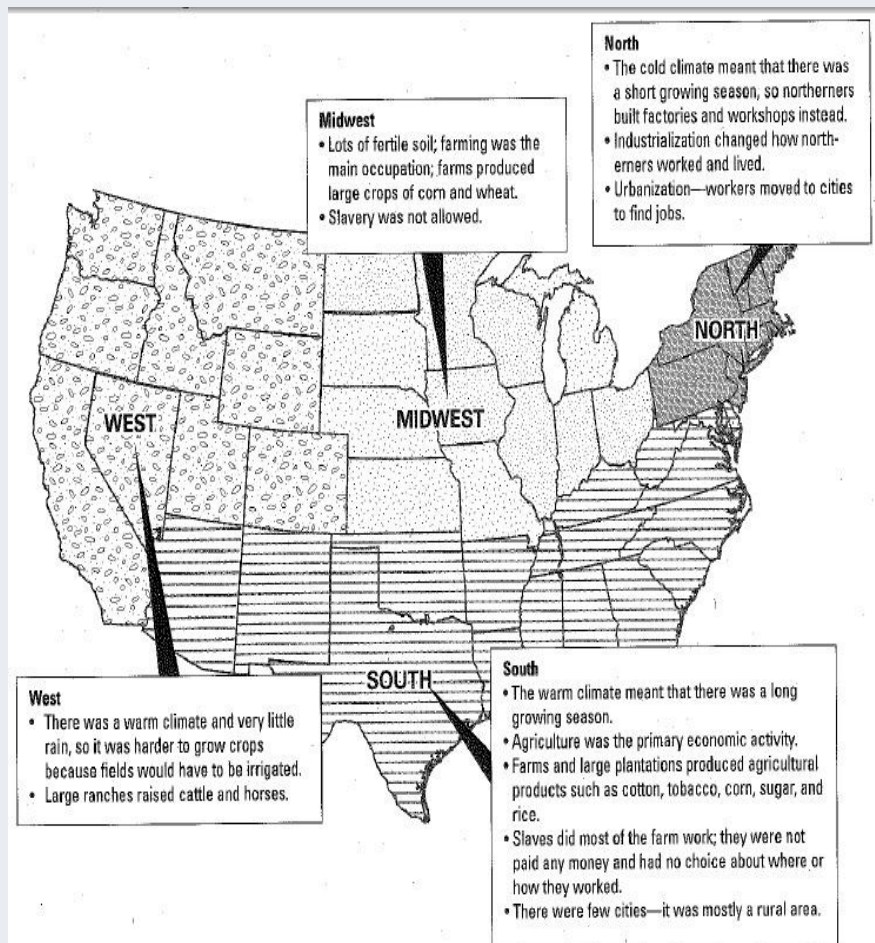 North
• The cold climate meant that there was
a short growing season, so northerners
built factories and workshops instead.
• Industrialization changed how north-
erners worked and lived.
• Urbanization—workers moved to cities
to find jobs.
Midwest
• Lots of fertile soil; farming was the
main occupation; farms produced
large crops of corn and wheat.
• Slavery was not allowed.
NORTH
WEST
MIDWEST
SOUTH
West
• There was a warm climate and very little
rain, so it was harder to grow crops
because fields would have to be irrigated.
• Large ranches raised cattle and horses.
South
• The warm climate meant that there was a long
growing season.
• Agriculture was the primary economic activity.
• Farms and large plantations produced agricultural
products such as cotton, tobacco, corn, sugar, and
rice.
• Slaves did most of the farm work; they were not
paid any money and had no choice about where or
how they worked.
• There were few cities—it was mostly a rural area.